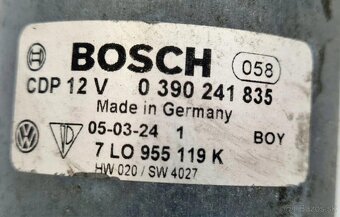 BOSCH 058
CDP 12 V 0 390 241 835
Made in Germany
05-03-24 1 BOY
7 LO 955 119 K
HW 020 / SW 4027